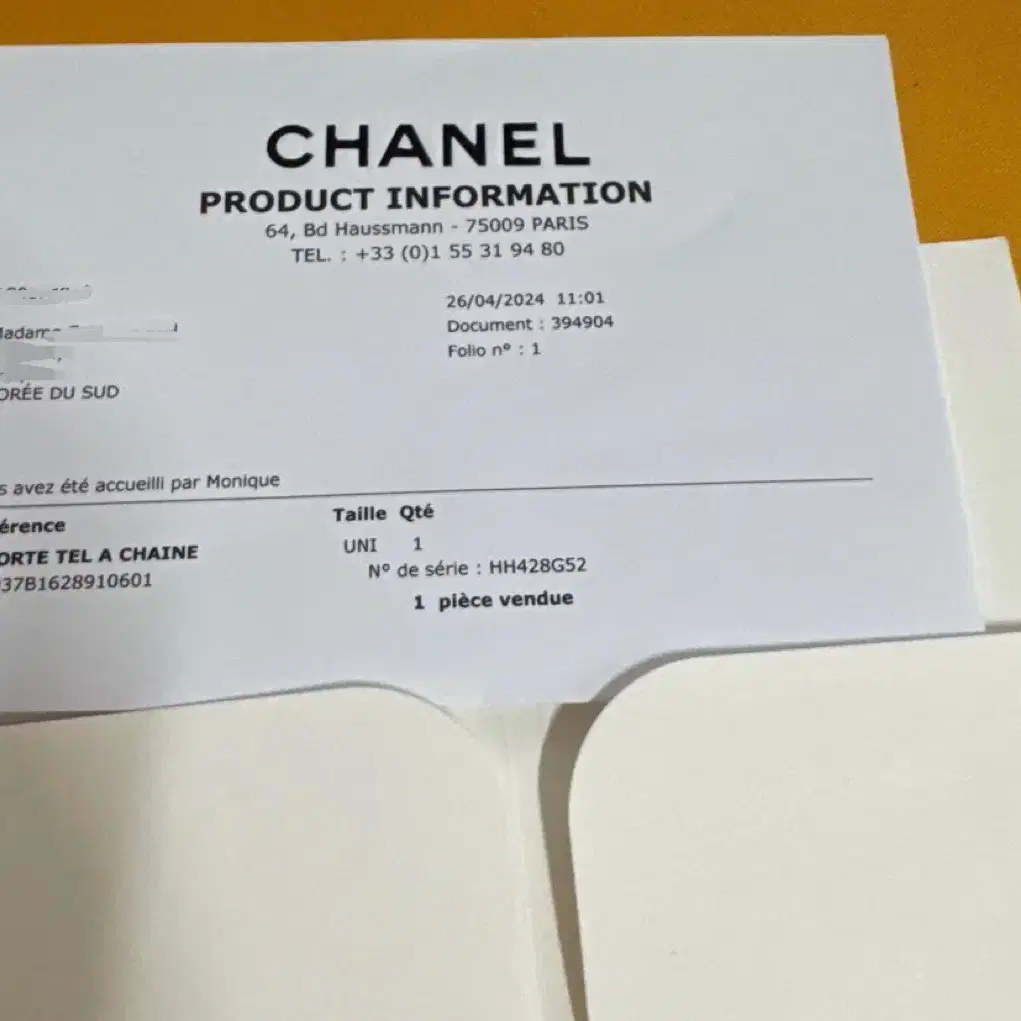 CHANEL
PRODUCT INFORMATION
64, Bd Haussmann - 75009 PARIS
TEL. : +33 (0)1 55 31 94 80
26/04/2024 11:01
Document : 394904
Folio nº : 1
ORÉE DU SUD
s avez été accueilli par Monique
érence Taille Qté
ORTE TEL A CHAINE UNI 1
37B1628910601 Nº de série : HH428G52
1 pièce vendue